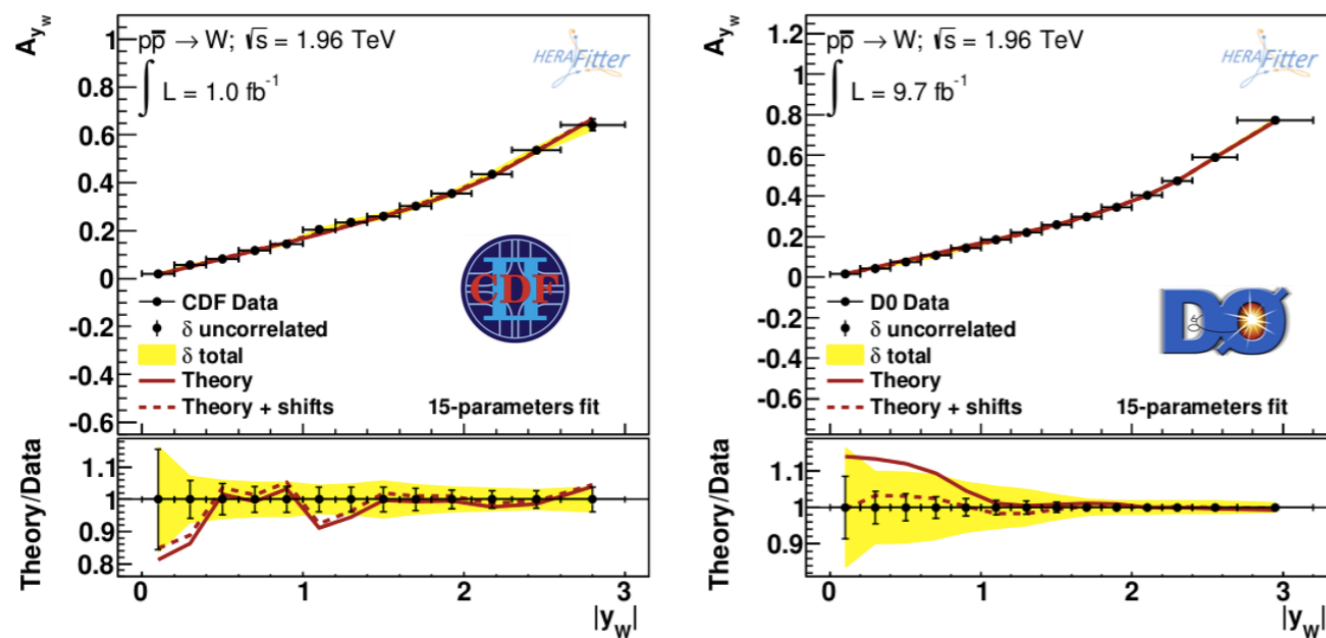 A_{y_W}
pp̅ → W; √s = 1.96 TeV
∫ L = 1.0 fb⁻¹
HERAFitter
1
0.8
0.6
0.4
0.2
0
-0.2
-0.4
-0.6
II
CDF
CDF Data
δ uncorrelated
δ total
Theory
Theory + shifts
15-parameters fit
Theory/Data
1.1
1
0.9
0.8
0 1 2 3
|y_W|
A_{y_W}
pp̅ → W; √s = 1.96 TeV
∫ L = 9.7 fb⁻¹
HERAFitter
1.2
1
0.8
0.6
0.4
0.2
0
-0.2
-0.4
-0.6
DØ
D0 Data
δ uncorrelated
δ total
Theory
Theory + shifts
15-parameters fit
Theory/Data
1.1
1
0.9
0 1 2 3
|y_W|